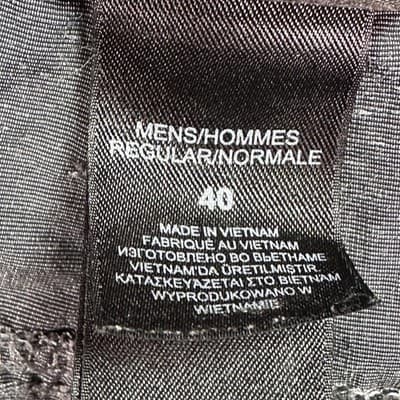 MENS/HOMMES
REGULAR/NORMALE
40
MADE IN VIETNAM
FABRIQUÉ AU VIETNAM
ИЗГОТОВЛЕНО ВО ВЬЕТНАМЕ
VIETNAM'DA ÜRETILMIŞTIR.
ΚΑΤΑΣΚΕΥΑΖΕΤΑΙ ΣΤΟ ΒΙΕΤΝΑΜ
WYPRODUKOWANO W
WIETNAMIE